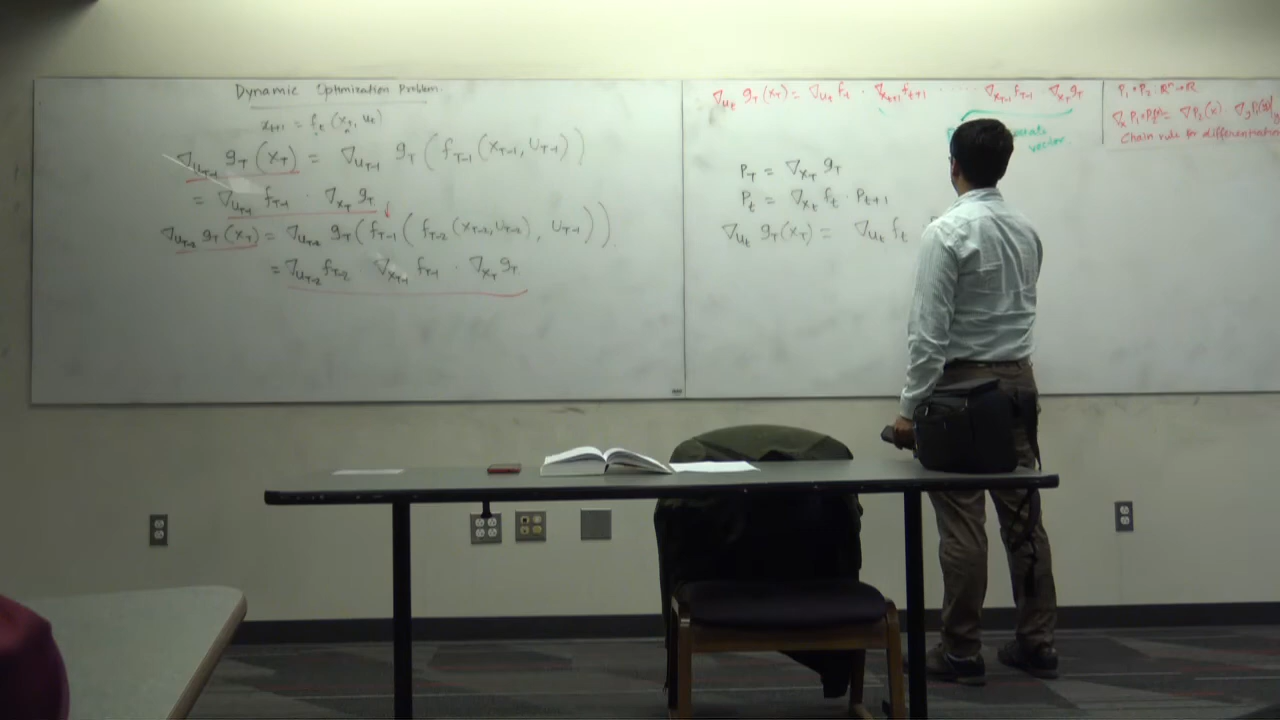 Dynamic Optimization Problem.
x_{t+1} = f_t (x_t, u_t)
∇_{u_{T-1}} g_T (x_T) = ∇_{u_{T-1}} g_T ( f_{T-1} (x_{T-1}, u_{T-1}) )
= ∇_{u_{T-1}} f_{T-1} · ∇_{x_T} g_T
∇_{u_{T-2}} g_T (x_T) = ∇_{u_{T-2}} g_T ( f_{T-1} ( f_{T-2} (x_{T-2}, u_{T-2}) , u_{T-1} ) ).
= ∇_{u_{T-2}} f_{T-2} · ∇_{x_{T-1}} f_{T-1} · ∇_{x_T} g_T.
∇_{u_t} g_T (x_T) = ∇_{u_t} f_t · ∇_{x_{t+1}} f_{t+1} · · · · · ∇_{x_{T-1}} f_{T-1} ∇_{x_T} g_T
vector.
P_T = ∇_{x_T} g_T
P_t = ∇_{x_t} f_t · P_{t+1}
∇_{u_t} g_T (x_T) = ∇_{u_t} f_t
P_1 ∘ P_2 : ℝⁿ → ℝ
Chain rule for differentiation